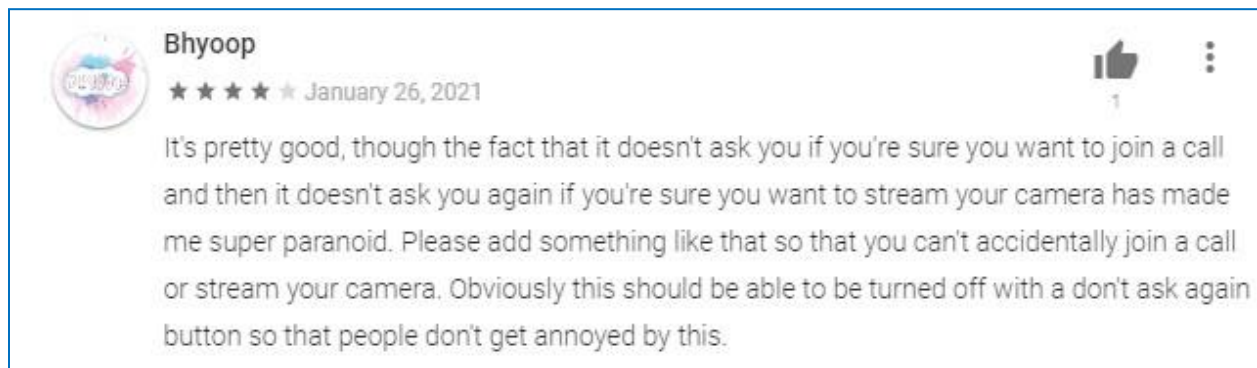 Bhyoop
January 26, 2021
1
It's pretty good, though the fact that it doesn't ask you if you're sure you want to join a call
and then it doesn't ask you again if you're sure you want to stream your camera has made
me super paranoid. Please add something like that so that you can't accidentally join a call
or stream your camera. Obviously this should be able to be turned off with a don't ask again
button so that people don't get annoyed by this.